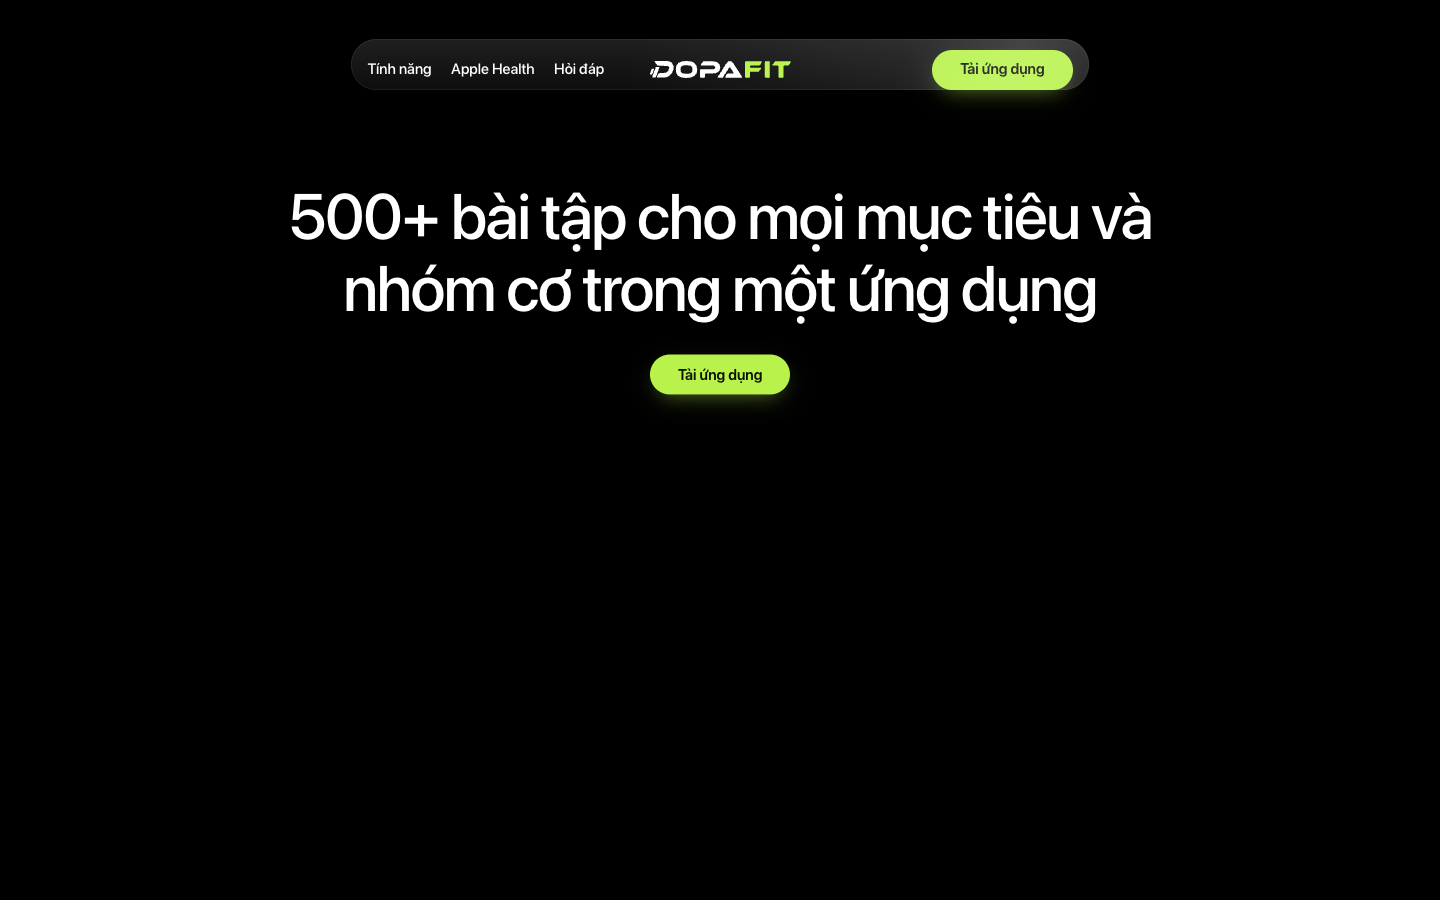 Tính năng
Apple Health
Hỏi đáp
DOPAFIT
Tải ứng dụng
500+ bài tập cho mọi mục tiêu và
nhóm cơ trong một ứng dụng
Tải ứng dụng